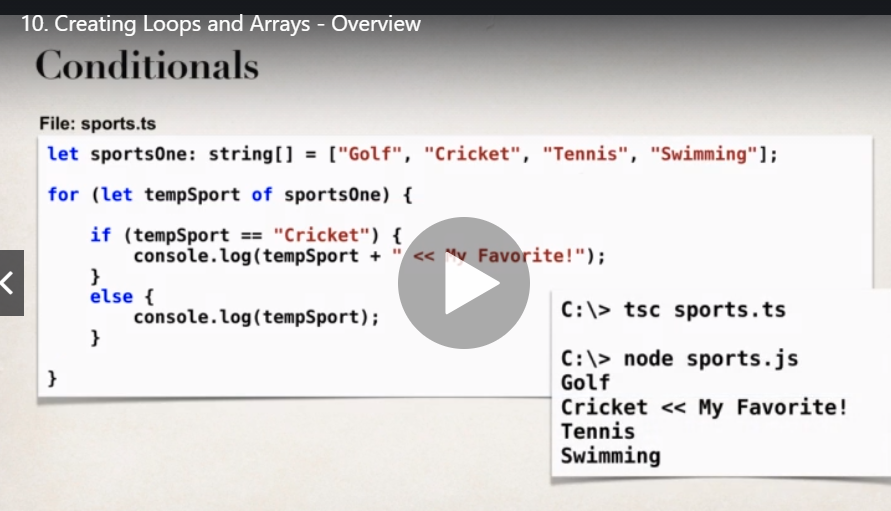 10. Creating Loops and Arrays - Overview
Conditionals
File: sports.ts
let sportsOne: string[] = ["Golf", "Cricket", "Tennis", "Swimming"];
for (let tempSport of sportsOne) {
if (tempSport == "Cricket") {
console.log(tempSport + " << My Favorite!");
}
else {
console.log(tempSport);
}
}
C:\> tsc sports.ts
C:\> node sports.js
Golf
Cricket << My Favorite!
Tennis
Swimming